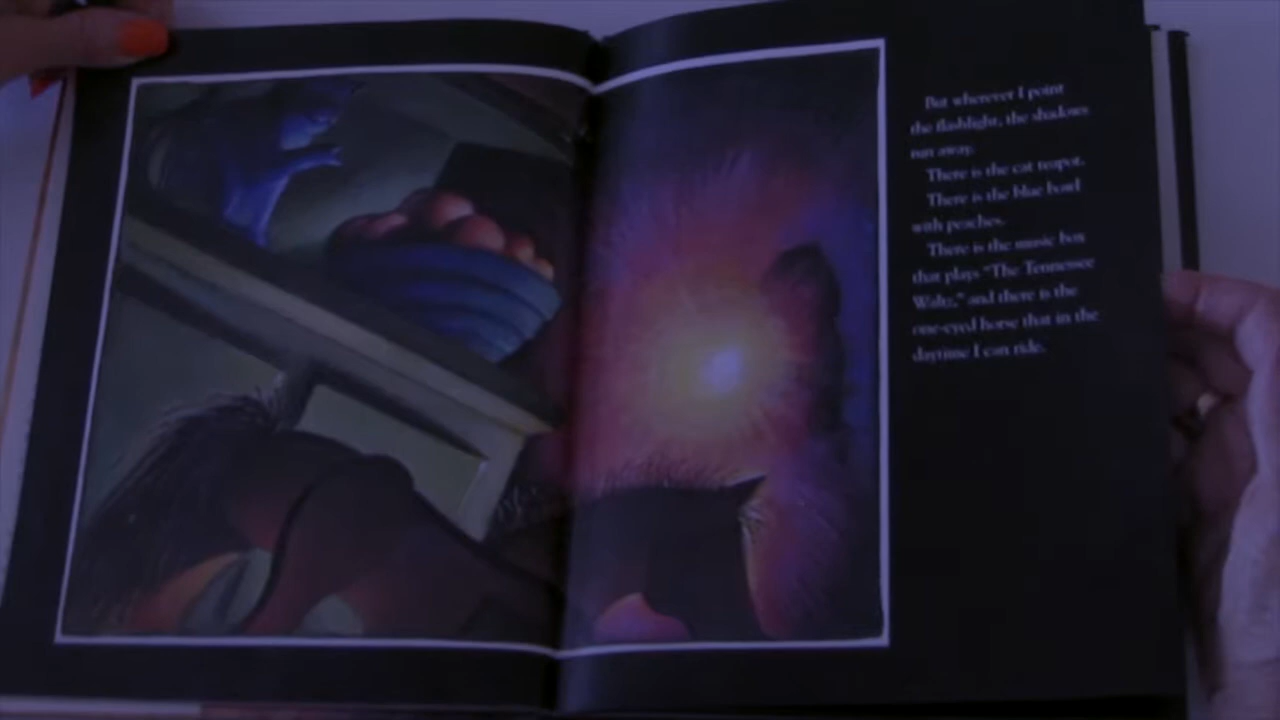 But wherever I point
the flashlight, the shadows
run away.
There is the cat teapot.
There is the blue bowl
with peaches.
There is the music box
that plays "The Tennessee
Waltz," and there is the
one-eyed horse that in the
daytime I can ride.